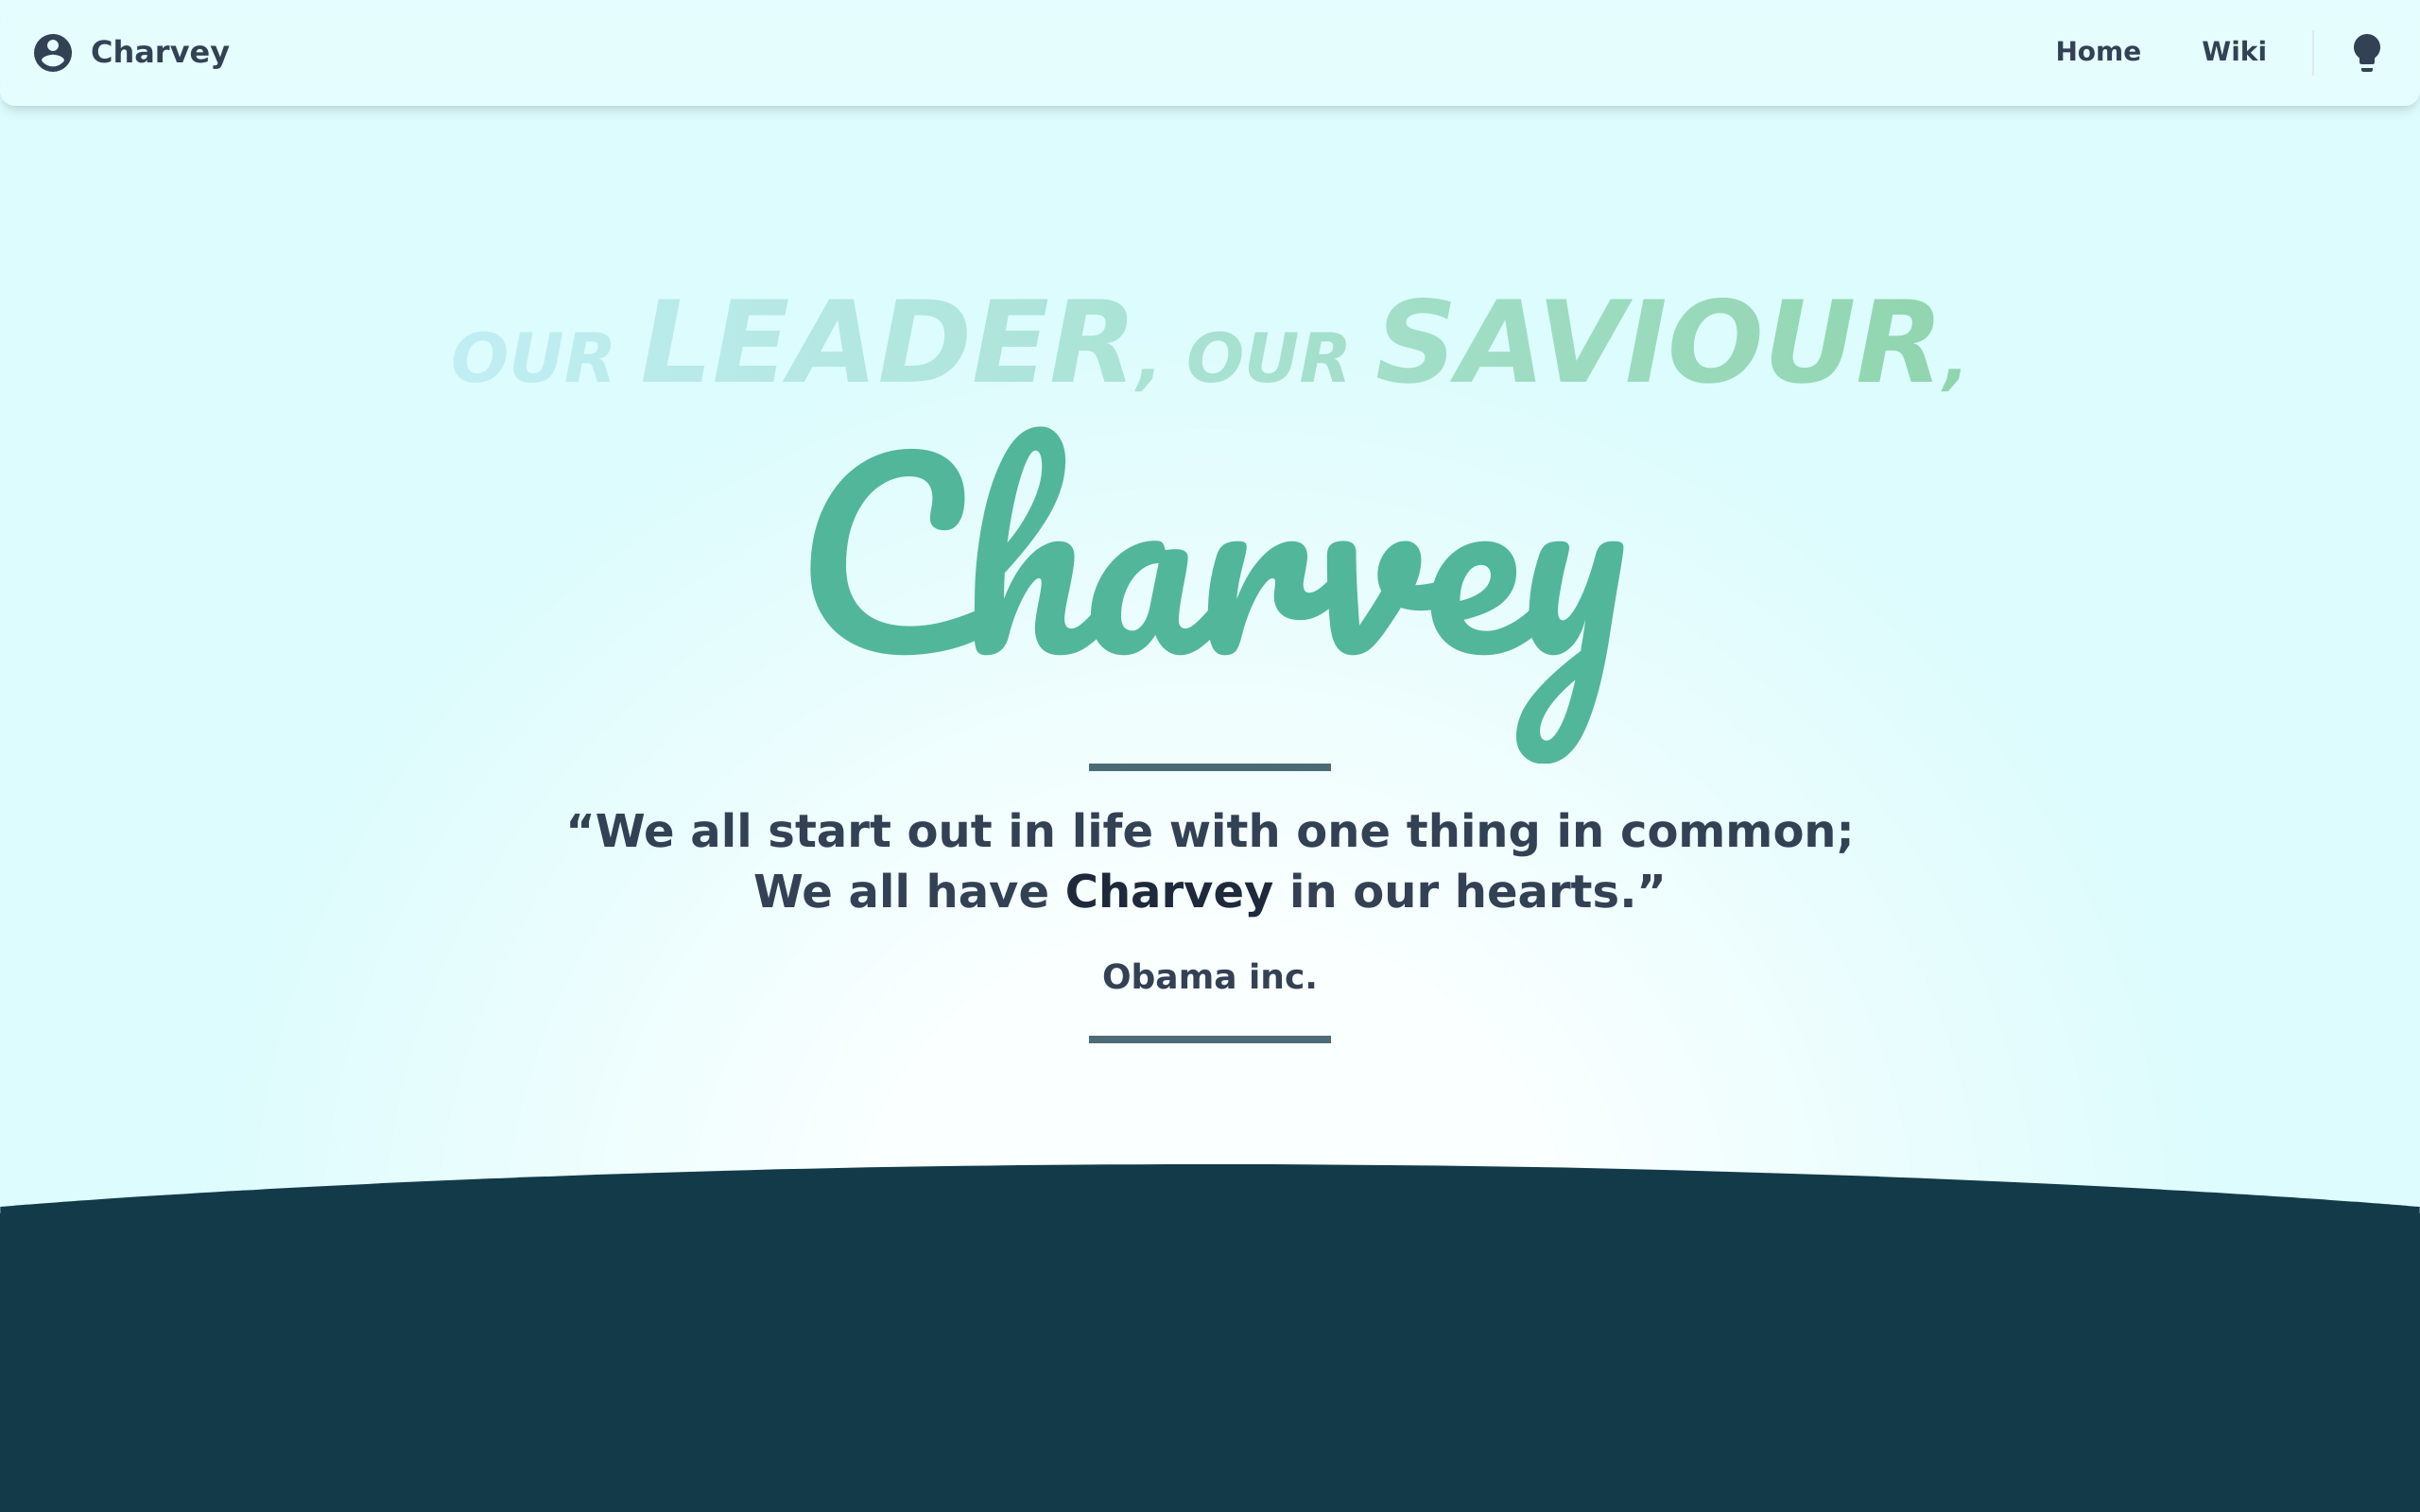 Charvey
Home
Wiki
OUR LEADER, OUR SAVIOUR,
Charvey
“We all start out in life with one thing in common;
We all have Charvey in our hearts.”
Obama inc.